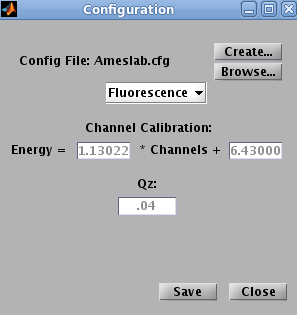 Configuration
Config File: Ameslab.cfg
Create...
Browse...
Fluorescence
Channel Calibration:
Energy = 1.13022 * Channels + 6.43000
Qz:
.04
Save Close